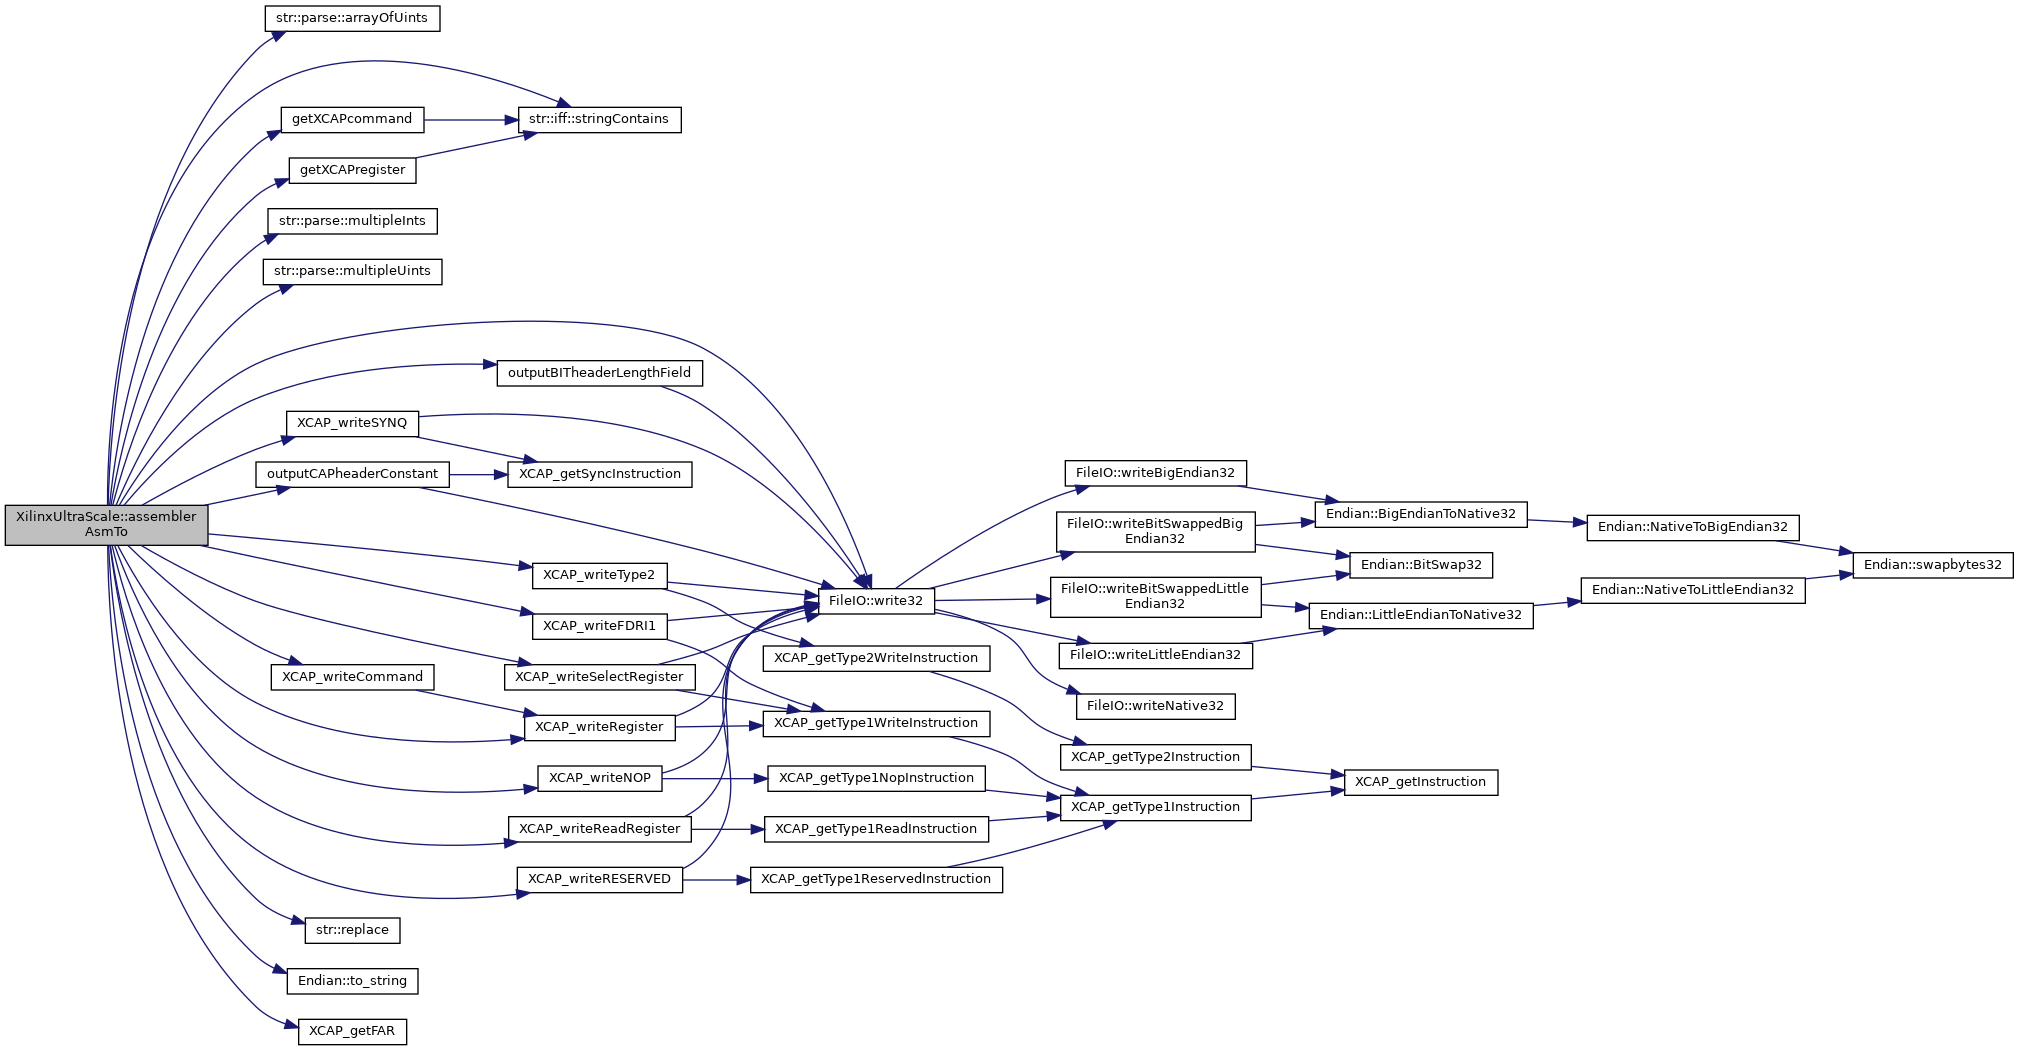 str::parse::arrayOfUints
getXCAPcommand
str::iff::stringContains
getXCAPregister
str::parse::multipleInts
str::parse::multipleUints
outputBITheaderLengthField
XCAP_writeSYNQ
outputCAPheaderConstant
XCAP_getSyncInstruction
FileIO::writeBigEndian32
XilinxUltraScale::assembler
AsmTo
Endian::BigEndianToNative32
FileIO::writeBitSwappedBig
Endian32
Endian::NativeToBigEndian32
Endian::BitSwap32
Endian::swapbytes32
XCAP_writeType2
FileIO::writeBitSwappedLittle
Endian32
Endian::NativeToLittleEndian32
FileIO::write32
Endian::LittleEndianToNative32
XCAP_writeFDRI1
XCAP_getType2WriteInstruction
FileIO::writeLittleEndian32
XCAP_writeCommand
XCAP_writeSelectRegister
FileIO::writeNative32
XCAP_writeRegister
XCAP_getType1WriteInstruction
XCAP_getType2Instruction
XCAP_writeNOP
XCAP_getType1NopInstruction
XCAP_getInstruction
XCAP_getType1Instruction
XCAP_writeReadRegister
XCAP_getType1ReadInstruction
XCAP_writeRESERVED
XCAP_getType1ReservedInstruction
str::replace
Endian::to_string
XCAP_getFAR